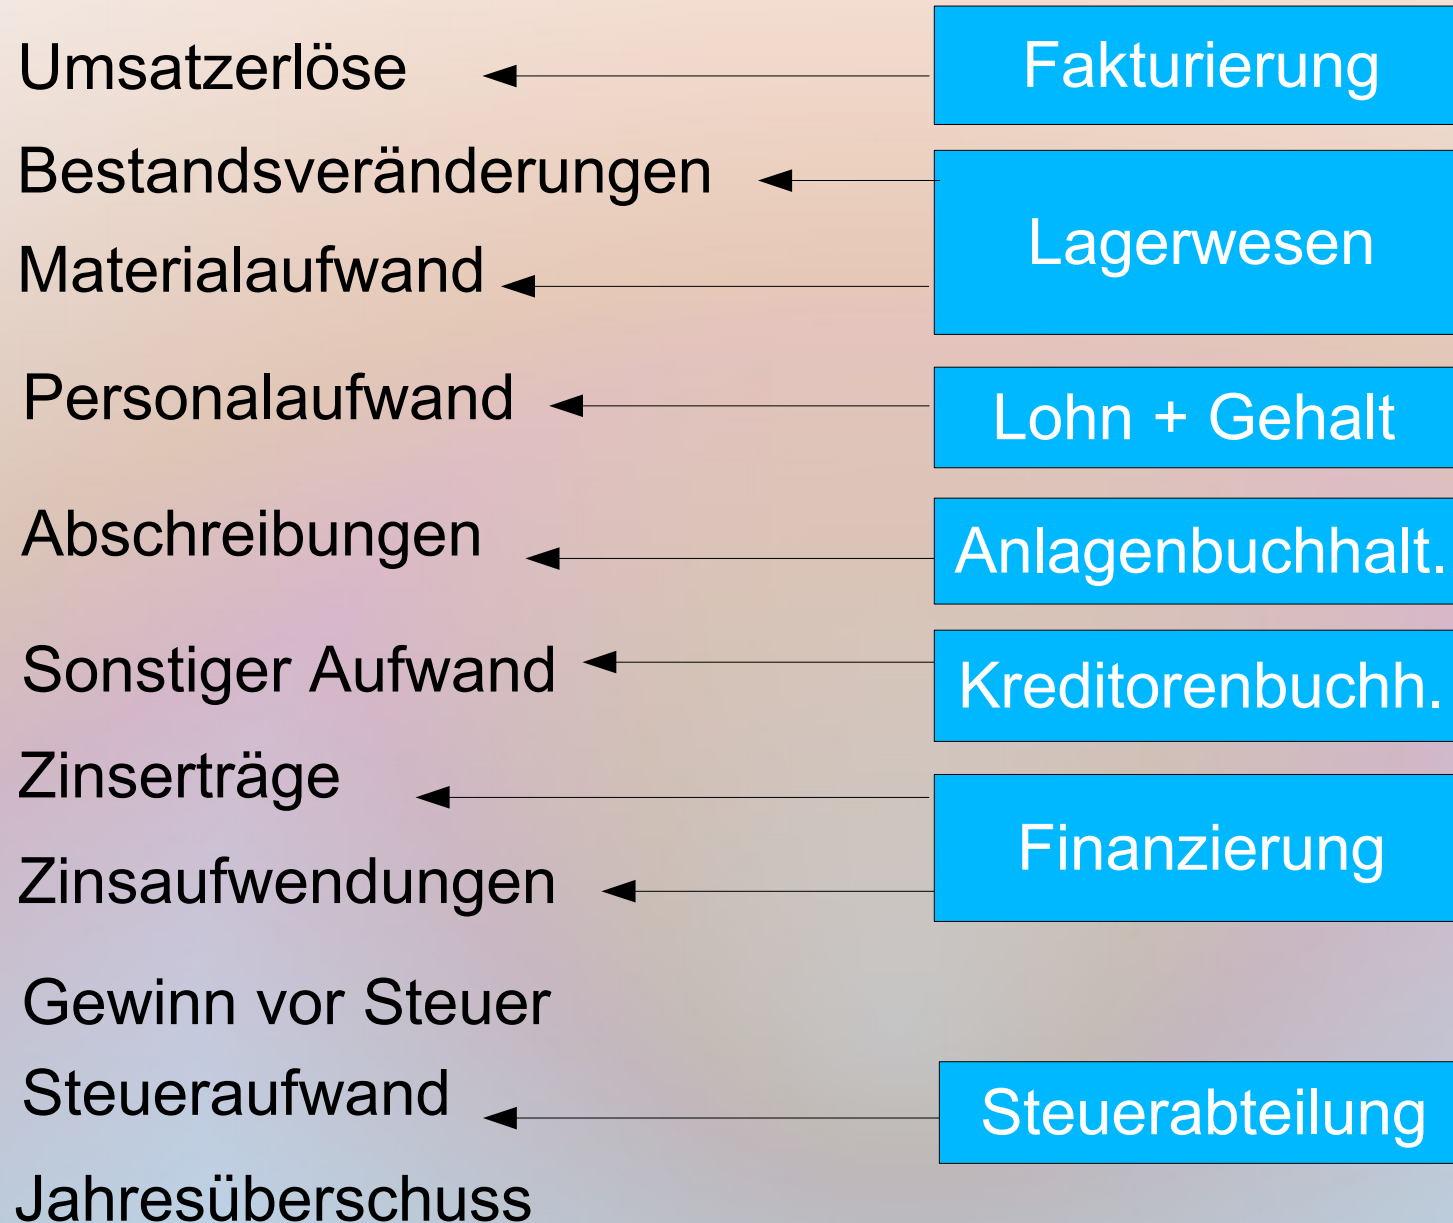 Umsatzerlöse
Fakturierung
Bestandsveränderungen
Lagerwesen
Materialaufwand
Personalaufwand
Lohn + Gehalt
Abschreibungen
Anlagenbuchhalt.
Sonstiger Aufwand
Kreditorenbuchh.
Zinserträge
Finanzierung
Zinsaufwendungen
Gewinn vor Steuer
Steueraufwand
Steuerabteilung
Jahresüberschuss